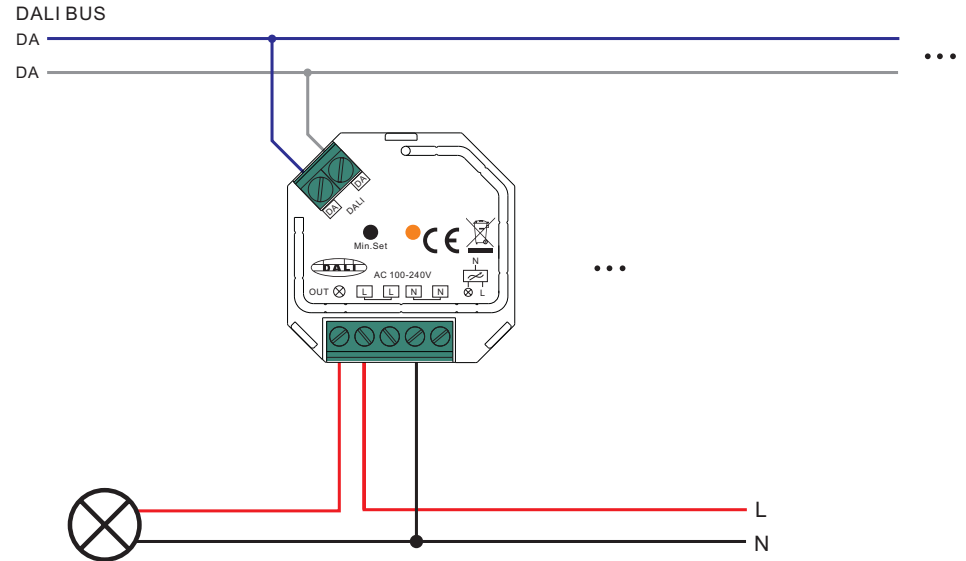 DALI BUS
DA
DA
DA
DA
DALI
Min.Set
CE
DALI
AC 100-240V
N
OUT L L N N
L
L
N